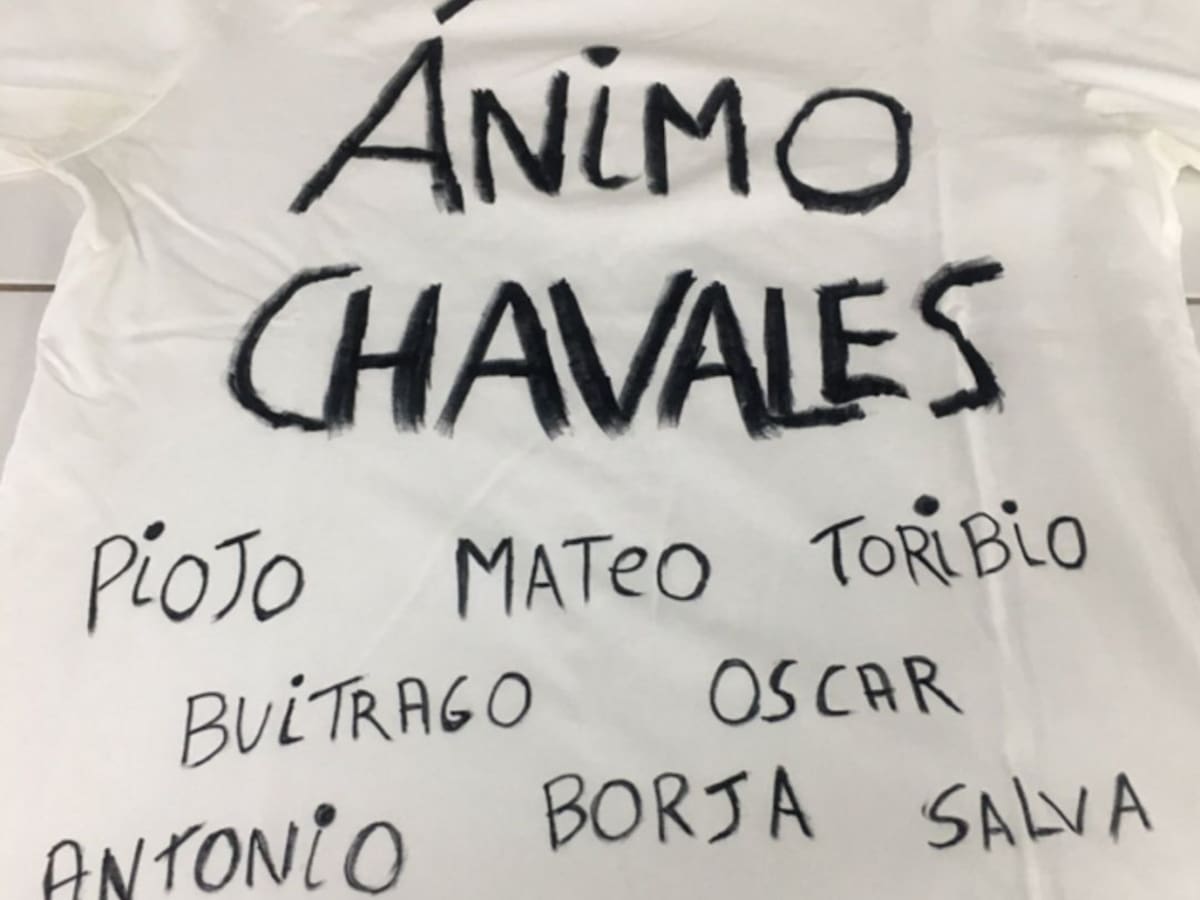 ÁNiMO
CHAVALES
PiOJO MATeO TORiBiO
BUiTRAGO OSCAR
BORJA SALVA
ANTONiO